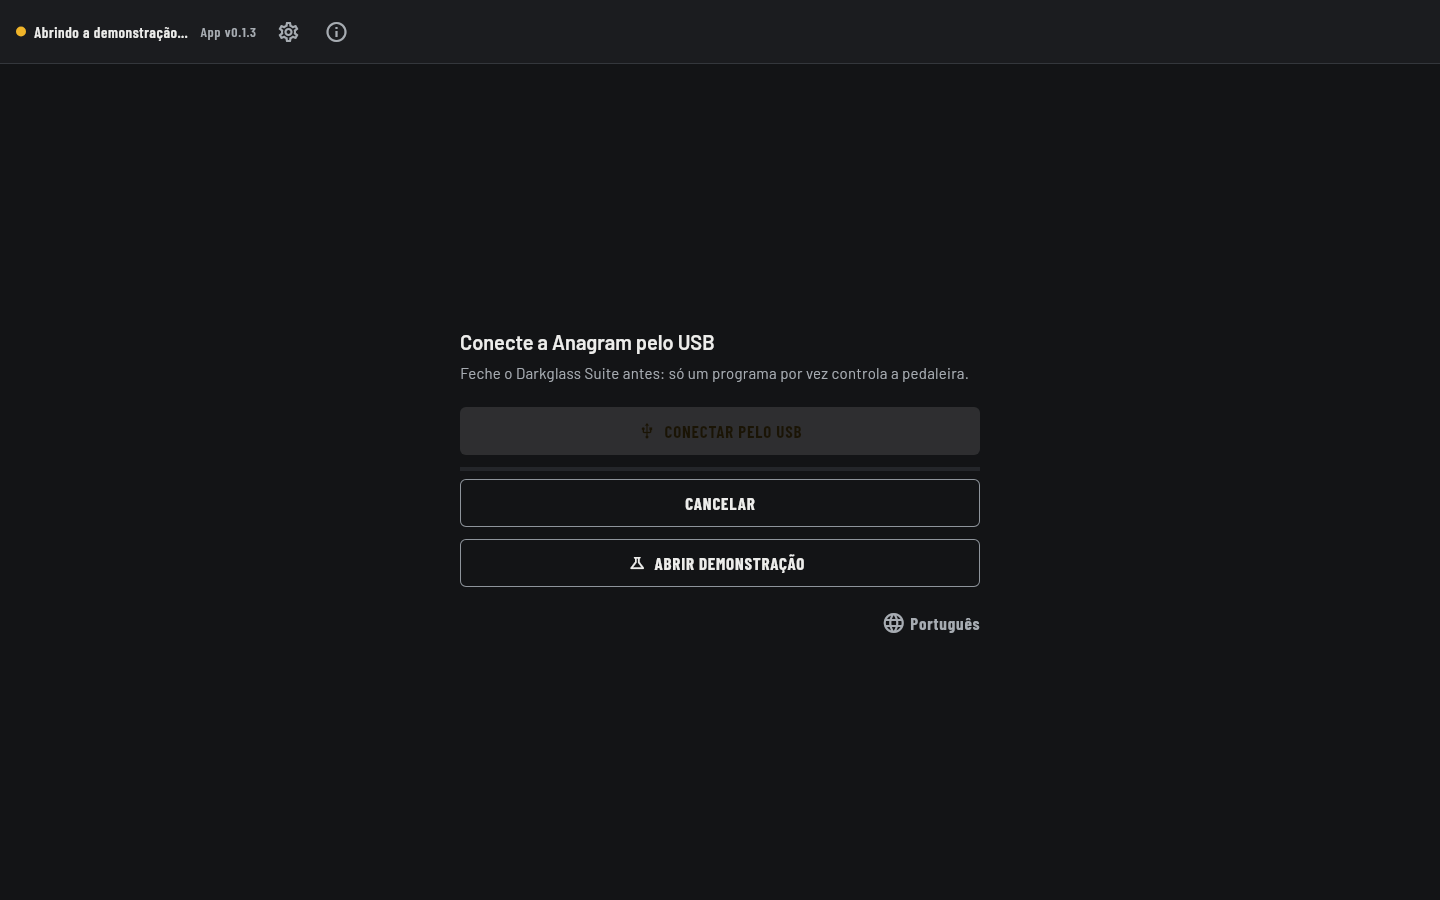 Abrindo a demonstração... App v0.1.3
Conecte a Anagram pelo USB
Feche o Darkglass Suite antes: só um programa por vez controla a pedaleira.
CONECTAR PELO USB
CANCELAR
ABRIR DEMONSTRAÇÃO
Português